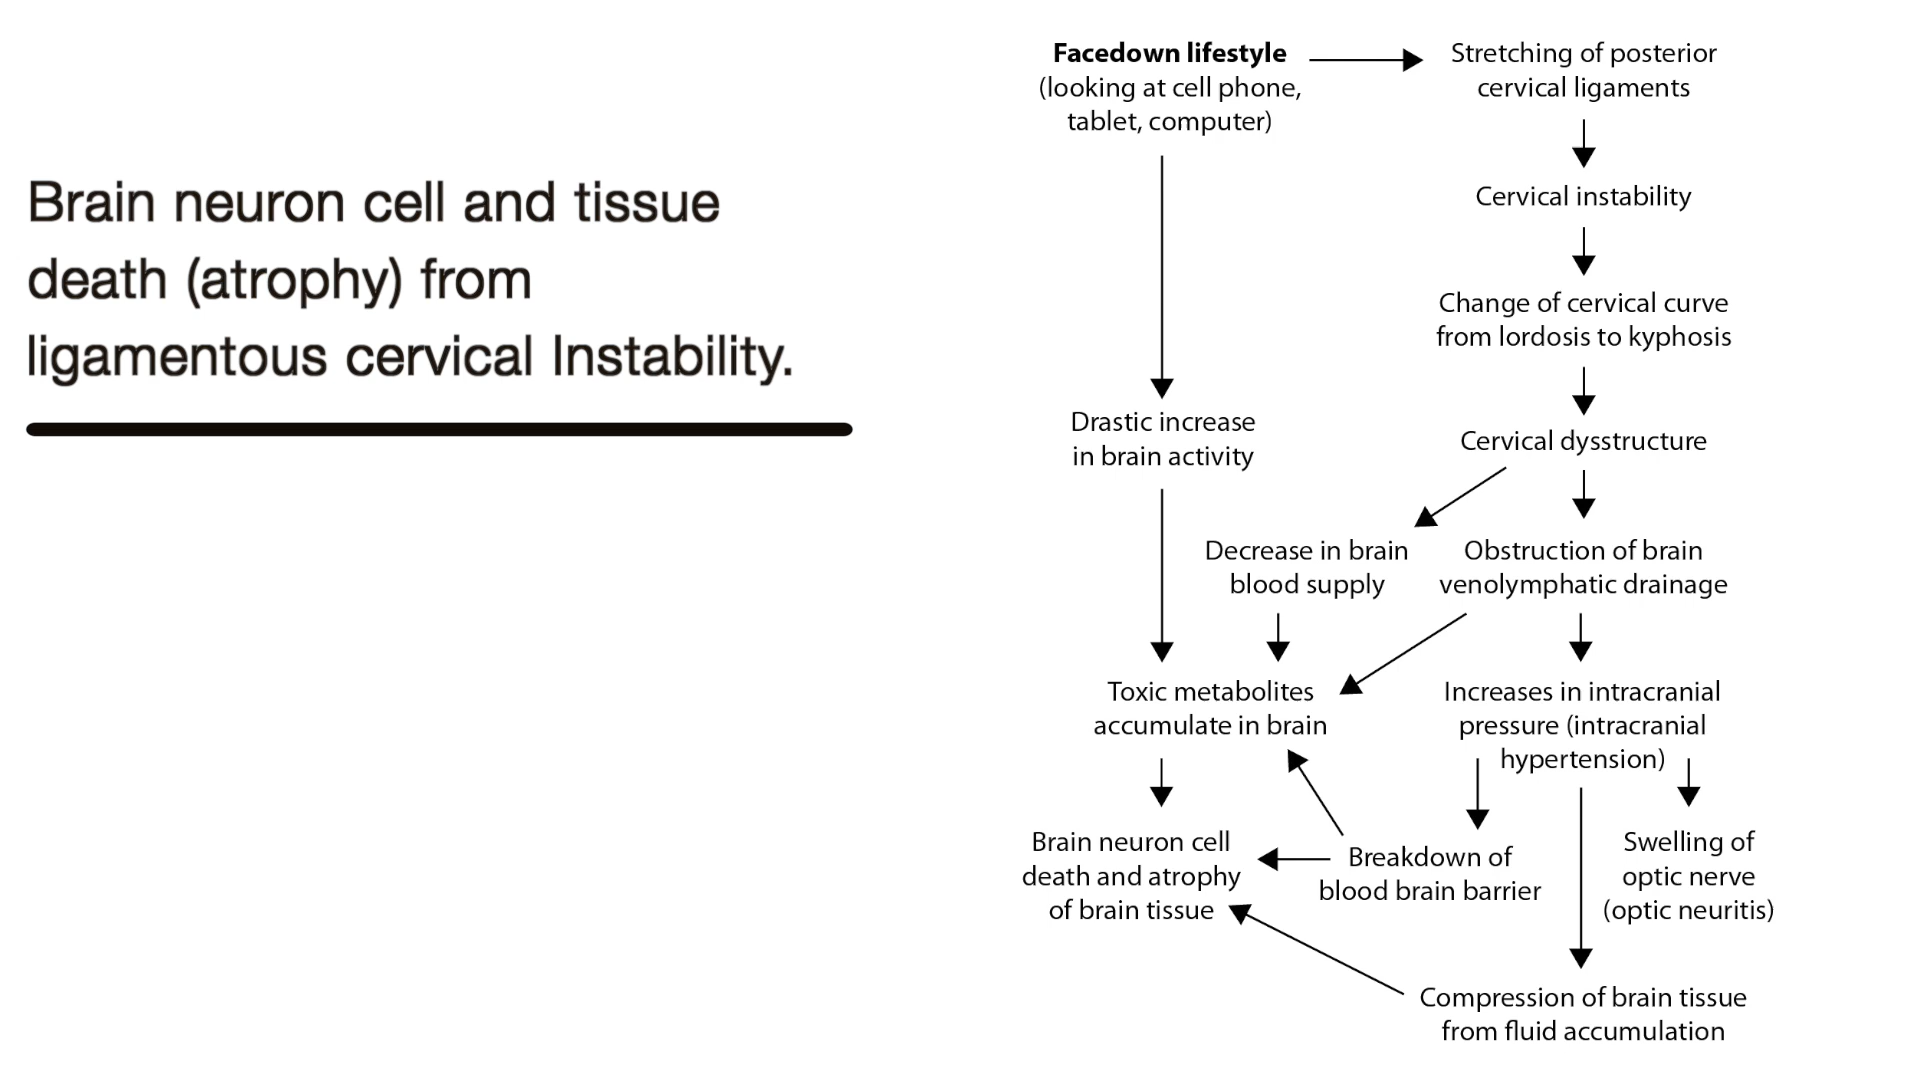 Brain neuron cell and tissue
death (atrophy) from
ligamentous cervical Instability.
Facedown lifestyle
(looking at cell phone,
tablet, computer)
Stretching of posterior
cervical ligaments
Cervical instability
Change of cervical curve
from lordosis to kyphosis
Drastic increase
in brain activity
Cervical dysstructure
Decrease in brain
blood supply
Obstruction of brain
venolymphatic drainage
Toxic metabolites
accumulate in brain
Increases in intracranial
pressure (intracranial
hypertension)
Brain neuron cell
death and atrophy
of brain tissue
Breakdown of
blood brain barrier
Swelling of
optic nerve
(optic neuritis)
Compression of brain tissue
from fluid accumulation